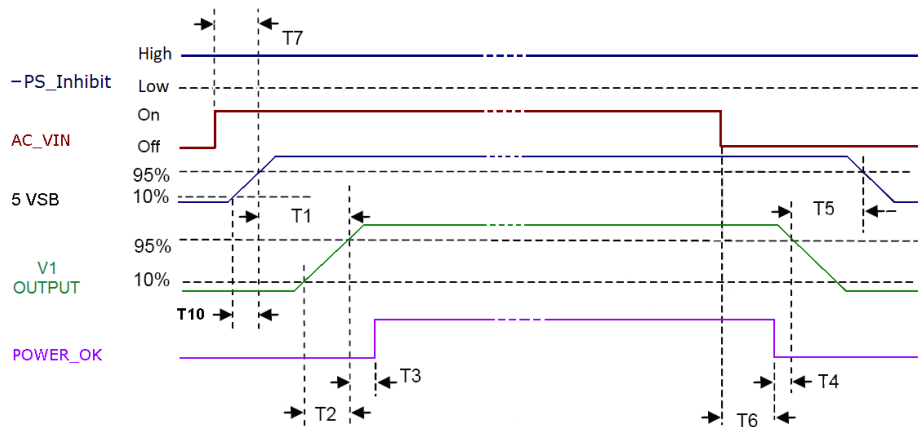 T7
High
−PS_Inhibit
Low
On
AC_VIN
Off
95%
5 VSB
10%
T1
T5
95%
V1
OUTPUT
10%
T10
POWER_OK
T3
T4
T2
T6